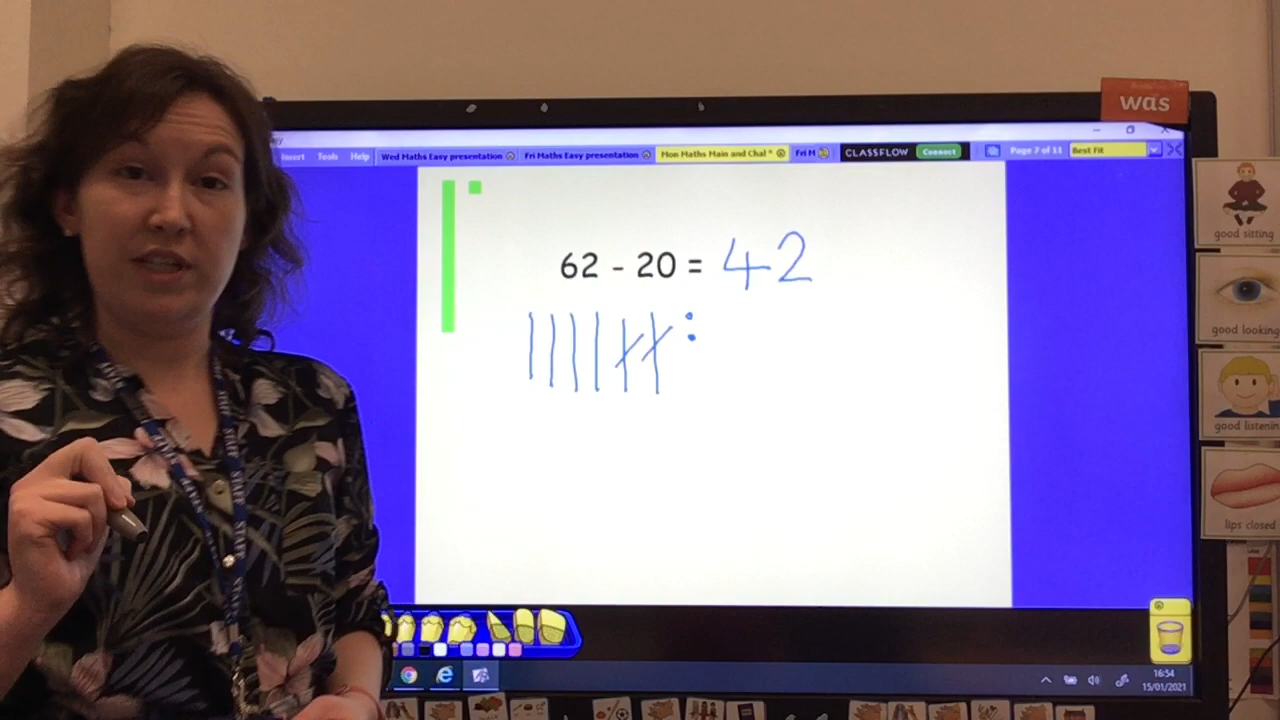 was
Insert Tools Help Wed Maths Easy presentation Fri Maths Easy presentation Mon Maths Main and Chal * Fri M CLASSFLOW Connect Page 7 of 11 Best Fit
62 - 20 = 42
good sitting
good looking
good listenin
lips closed
16:54
15/01/2021